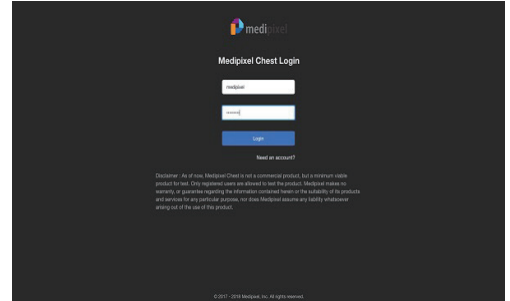 medipixel
Medipixel Chest Login
medipixel
Login
Need an account?
Disclaimer : As of now, Medipixel Chest is not a commercial product, but a minimum viable
product for test. Only registered users are allowed to test the product. Medipixel makes no
warranty, or guarantee regarding the information contained herein or the suitability of its products
and services for any particular purpose, nor does Medipixel assume any liability whatsoever
arising out of the use of this product.
© 2017 - 2018 Medipixel, Inc. All rights reserved.